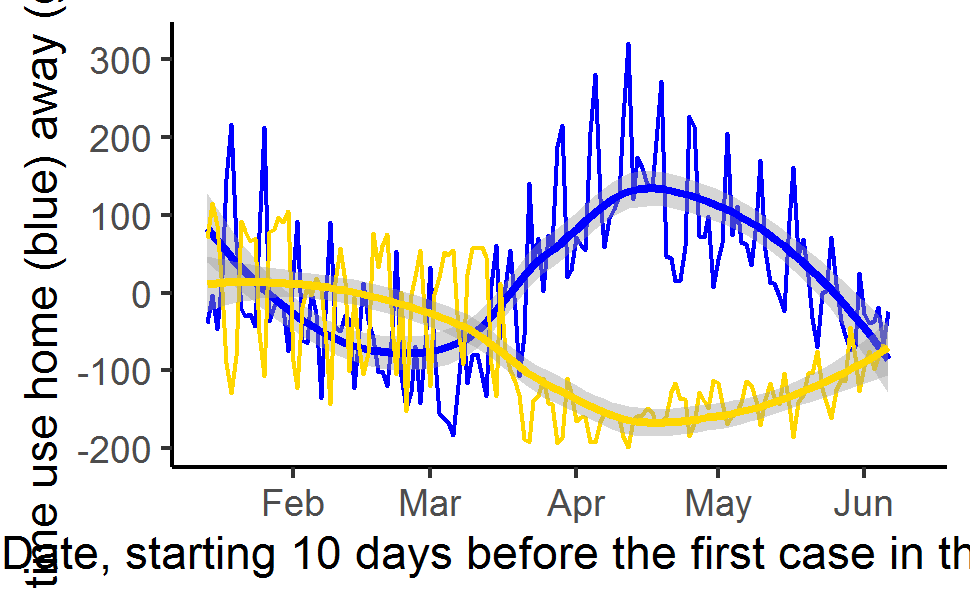 time use home (blue) away (
300
200
100
0
-100
-200
Feb Mar Apr May Jun
Date, starting 10 days before the first case in th